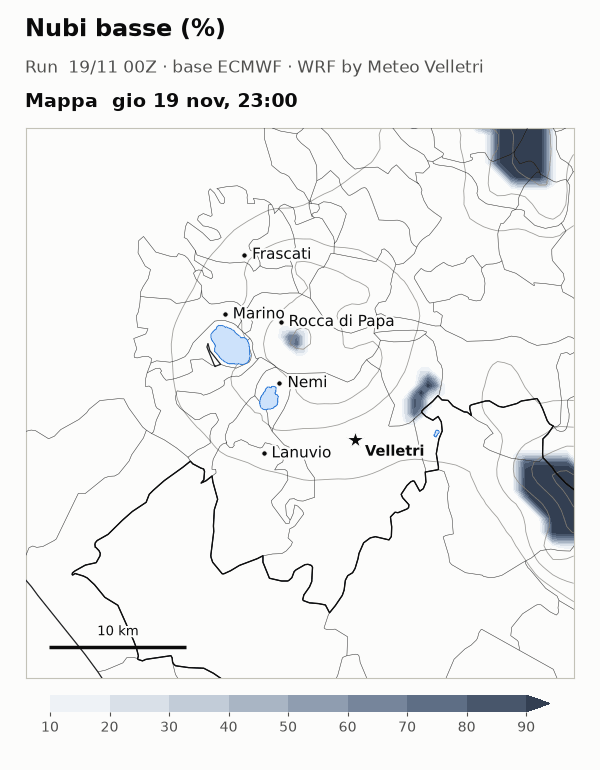 Nubi basse (%)
Run  19/11 00Z · base ECMWF · WRF by Meteo Velletri
Mappa  gio 19 nov, 23:00
Frascati
Marino
Rocca di Papa
Nemi
Velletri
Lanuvio
10 km
10 20 30 40 50 60 70 80 90